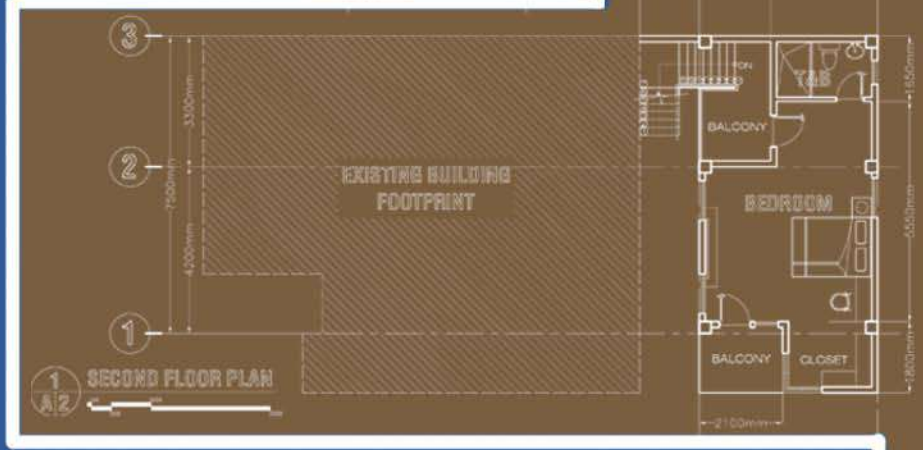 3
T&B
DN
3300mm
1650mm
BALCONY
2
7500mm
EXISTING BUILDING
FOOTPRINT
BEDROOM
4200mm
5550mm
1
BALCONY
CLOSET
1800mm
1
A 2
SECOND FLOOR PLAN
2100mm